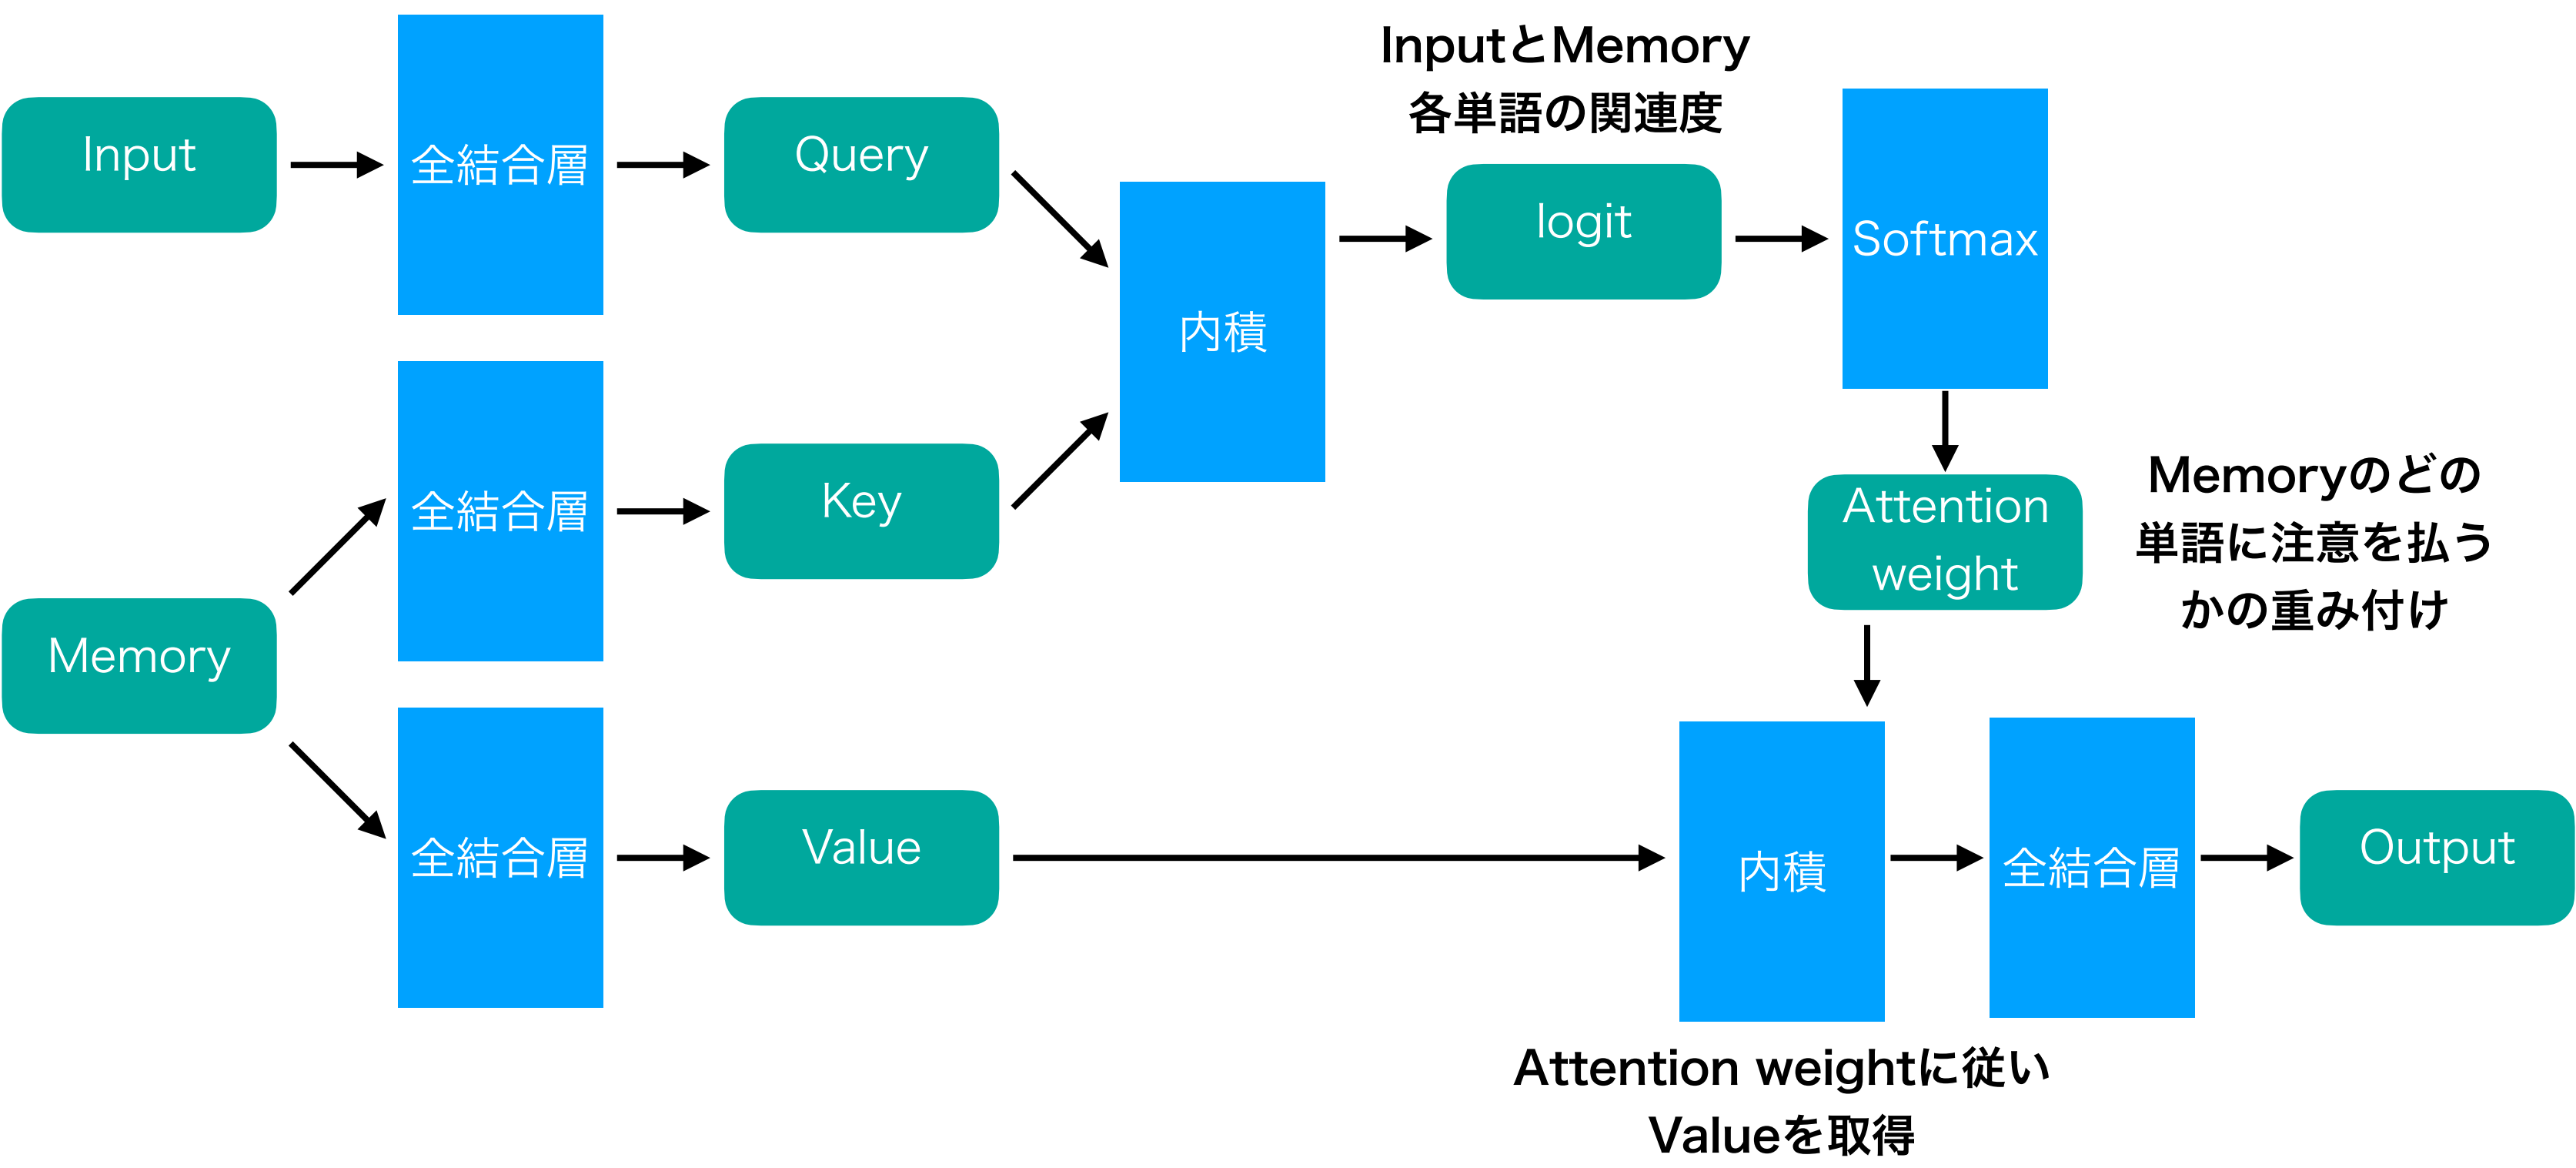 InputとMemory
各単語の関連度
Input
全結合層
Query
内積
logit
Softmax
全結合層
Key
Memory
Attention
weight
Memoryのどの
単語に注意を払う
かの重み付け
全結合層
Value
内積
全結合層
Output
Attention weightに従い
Valueを取得